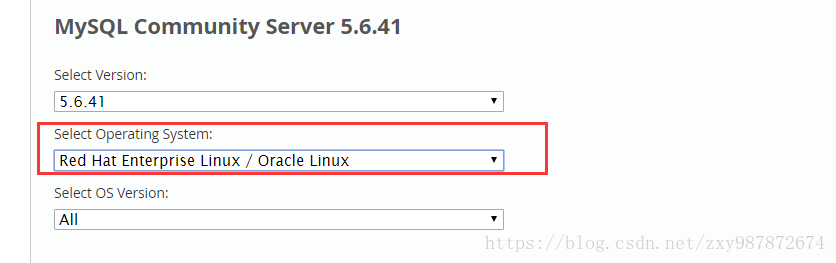 MySQL Community Server 5.6.41
Select Version:
5.6.41
Select Operating System:
Red Hat Enterprise Linux / Oracle Linux
Select OS Version:
All
https://blog.csdn.net/zxy987872674